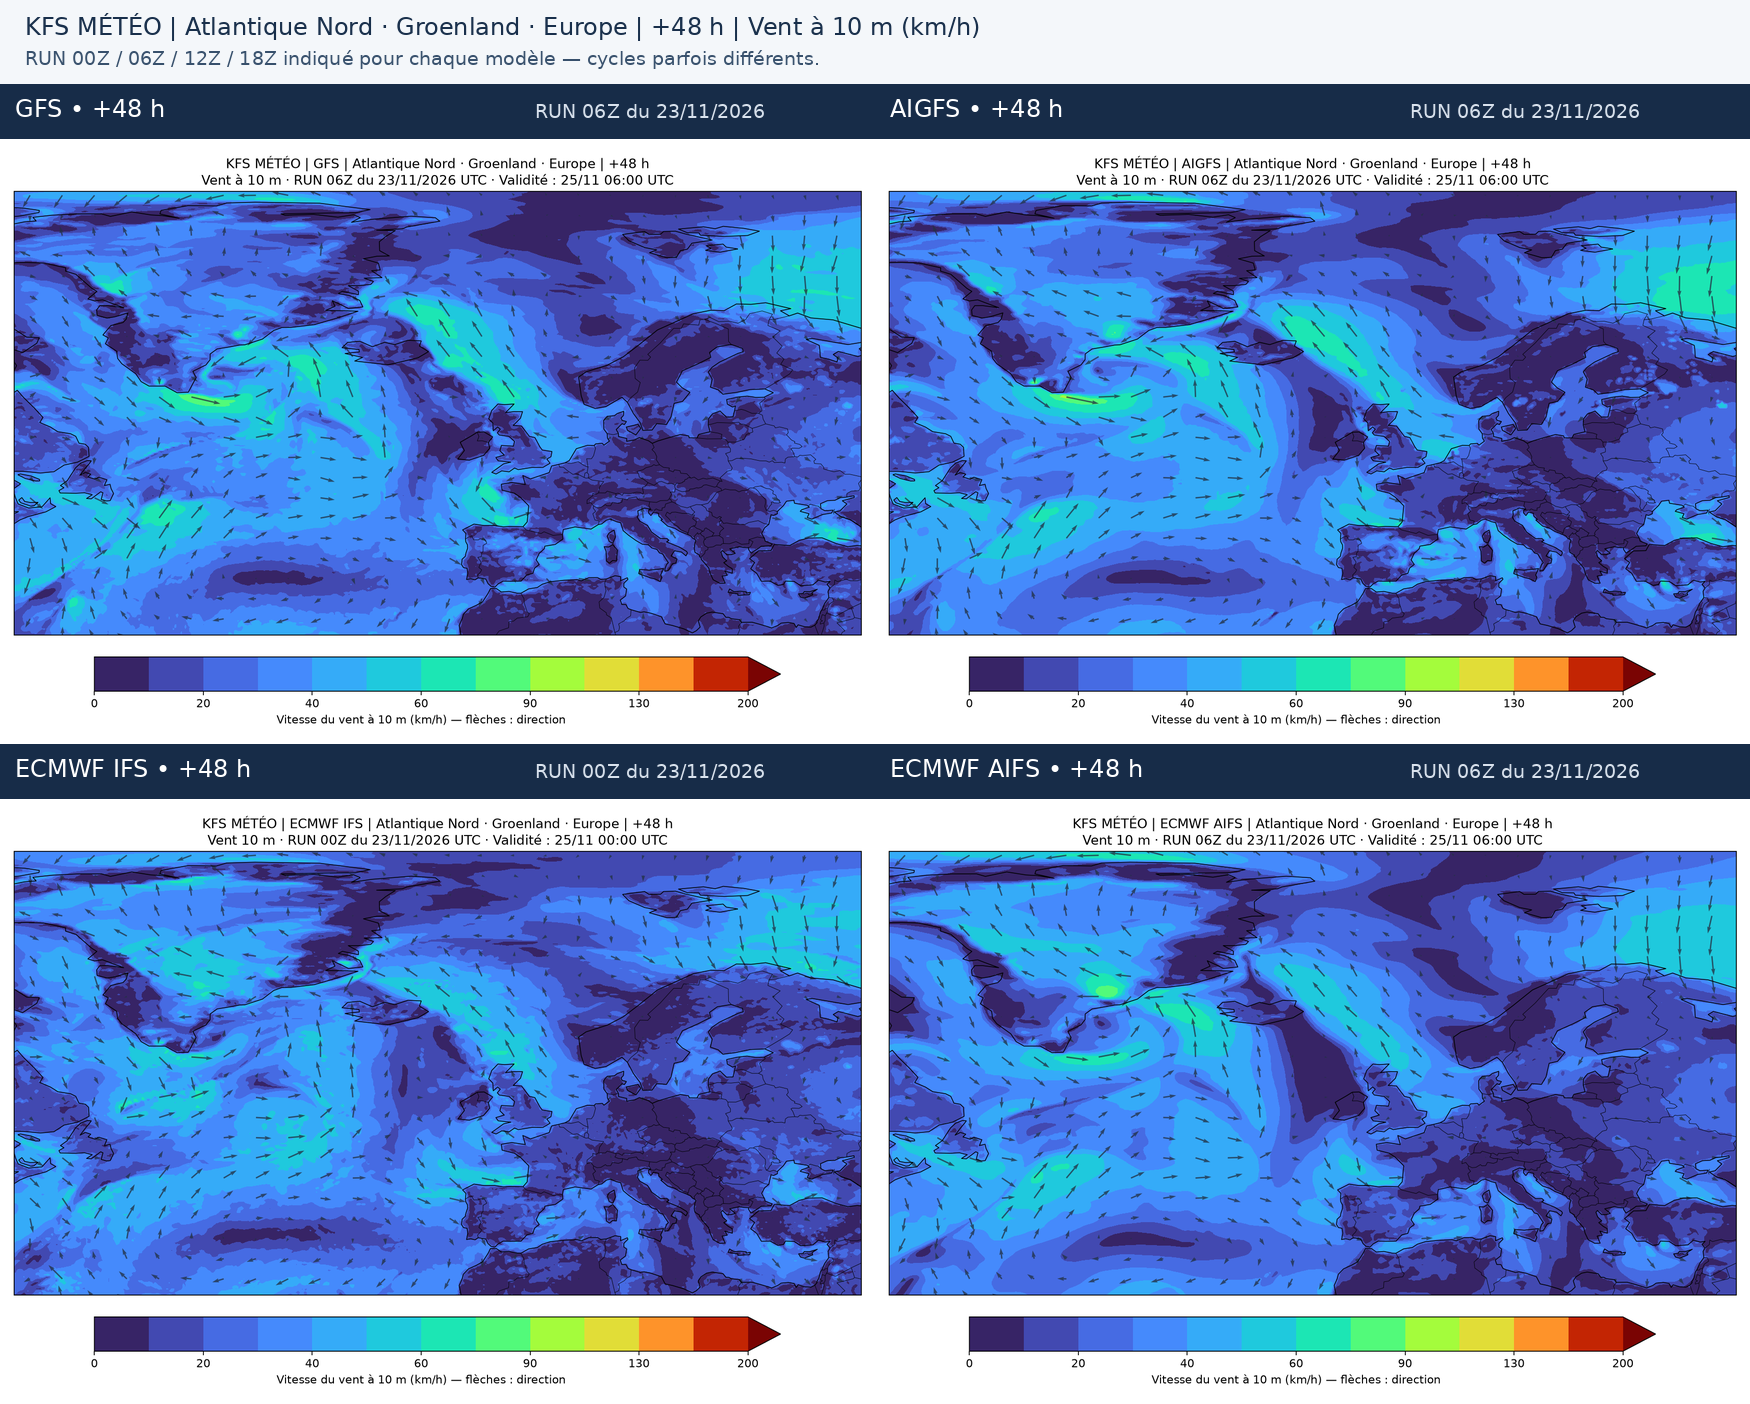 KFS MÉTÉO | Atlantique Nord · Groenland · Europe | +48 h | Vent à 10 m (km/h)
RUN 00Z / 06Z / 12Z / 18Z indiqué pour chaque modèle — cycles parfois différents.
GFS • +48 h
RUN 06Z du 23/11/2026
KFS MÉTÉO | GFS | Atlantique Nord · Groenland · Europe | +48 h
Vent à 10 m · RUN 06Z du 23/11/2026 UTC · Validité : 25/11 06:00 UTC
0 20 40 60 90 130 200
Vitesse du vent à 10 m (km/h) — flèches : direction
AIGFS • +48 h
RUN 06Z du 23/11/2026
KFS MÉTÉO | AIGFS | Atlantique Nord · Groenland · Europe | +48 h
Vent à 10 m · RUN 06Z du 23/11/2026 UTC · Validité : 25/11 06:00 UTC
0 20 40 60 90 130 200
Vitesse du vent à 10 m (km/h) — flèches : direction
ECMWF IFS • +48 h
RUN 00Z du 23/11/2026
KFS MÉTÉO | ECMWF IFS | Atlantique Nord · Groenland · Europe | +48 h
Vent 10 m · RUN 00Z du 23/11/2026 UTC · Validité : 25/11 00:00 UTC
0 20 40 60 90 130 200
Vitesse du vent à 10 m (km/h) — flèches : direction
ECMWF AIFS • +48 h
RUN 06Z du 23/11/2026
KFS MÉTÉO | ECMWF AIFS | Atlantique Nord · Groenland · Europe | +48 h
Vent 10 m · RUN 06Z du 23/11/2026 UTC · Validité : 25/11 06:00 UTC
0 20 40 60 90 130 200
Vitesse du vent à 10 m (km/h) — flèches : direction